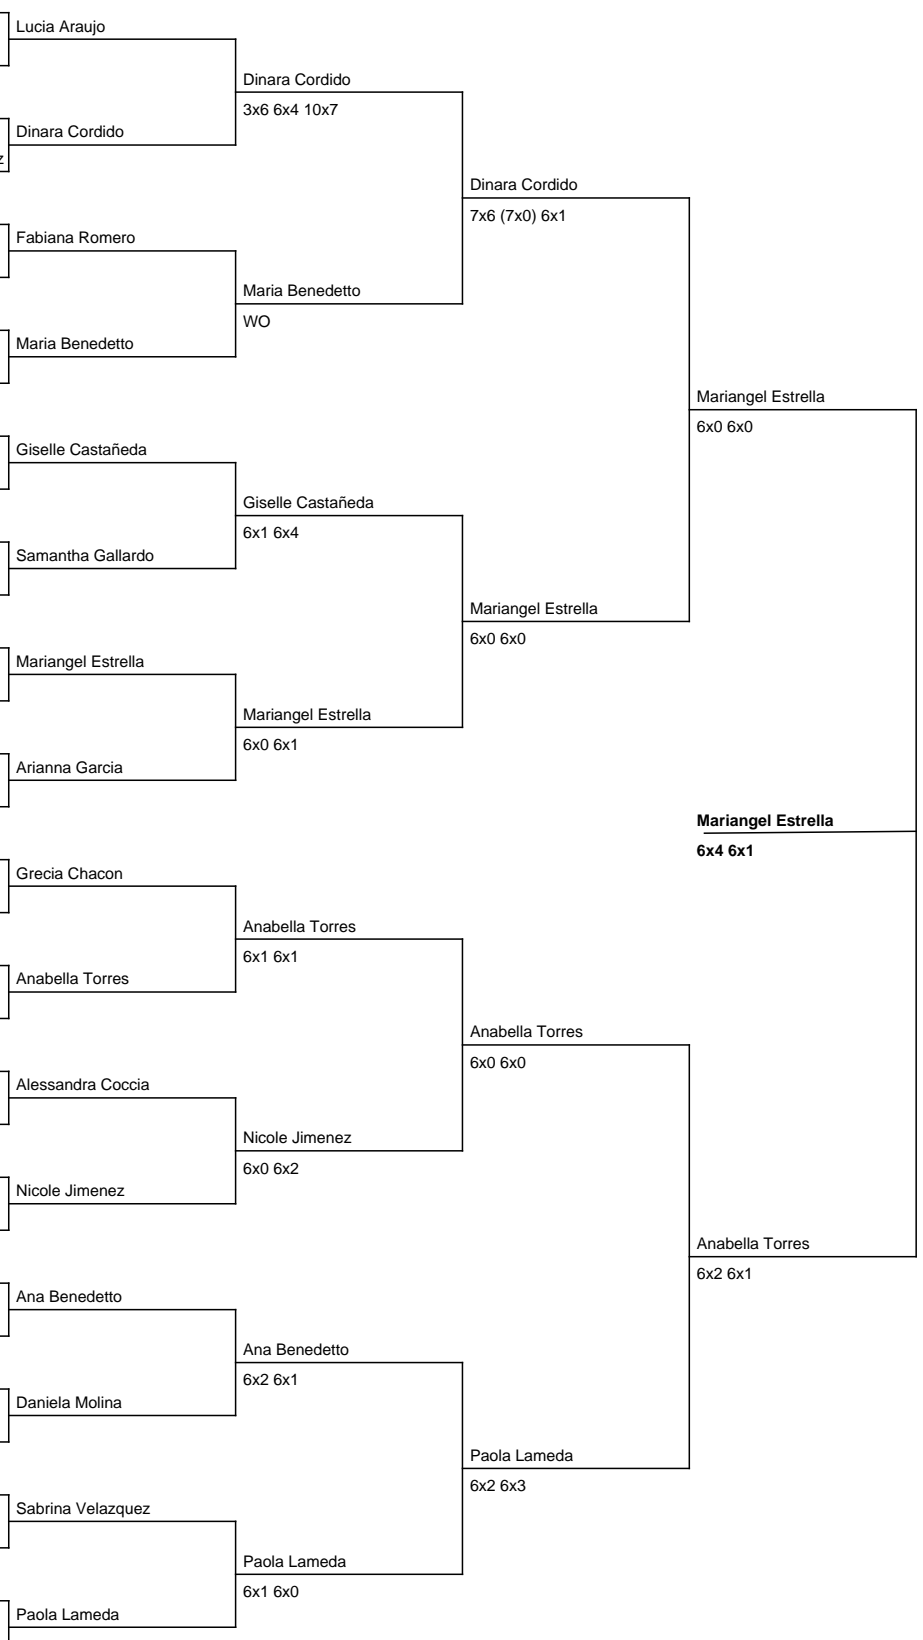 Lucia Araujo
Dinara Cordido
3x6 6x4 10x7
Dinara Cordido
z
Dinara Cordido
7x6 (7x0) 6x1
Fabiana Romero
Maria Benedetto
WO
Maria Benedetto
Mariangel Estrella
6x0 6x0
Giselle Castañeda
Giselle Castañeda
6x1 6x4
Samantha Gallardo
Mariangel Estrella
6x0 6x0
Mariangel Estrella
Mariangel Estrella
6x0 6x1
Arianna Garcia
Mariangel Estrella
6x4 6x1
Grecia Chacon
Anabella Torres
6x1 6x1
Anabella Torres
Anabella Torres
6x0 6x0
Alessandra Coccia
Nicole Jimenez
6x0 6x2
Nicole Jimenez
Anabella Torres
6x2 6x1
Ana Benedetto
Ana Benedetto
6x2 6x1
Daniela Molina
Paola Lameda
6x2 6x3
Sabrina Velazquez
Paola Lameda
6x1 6x0
Paola Lameda